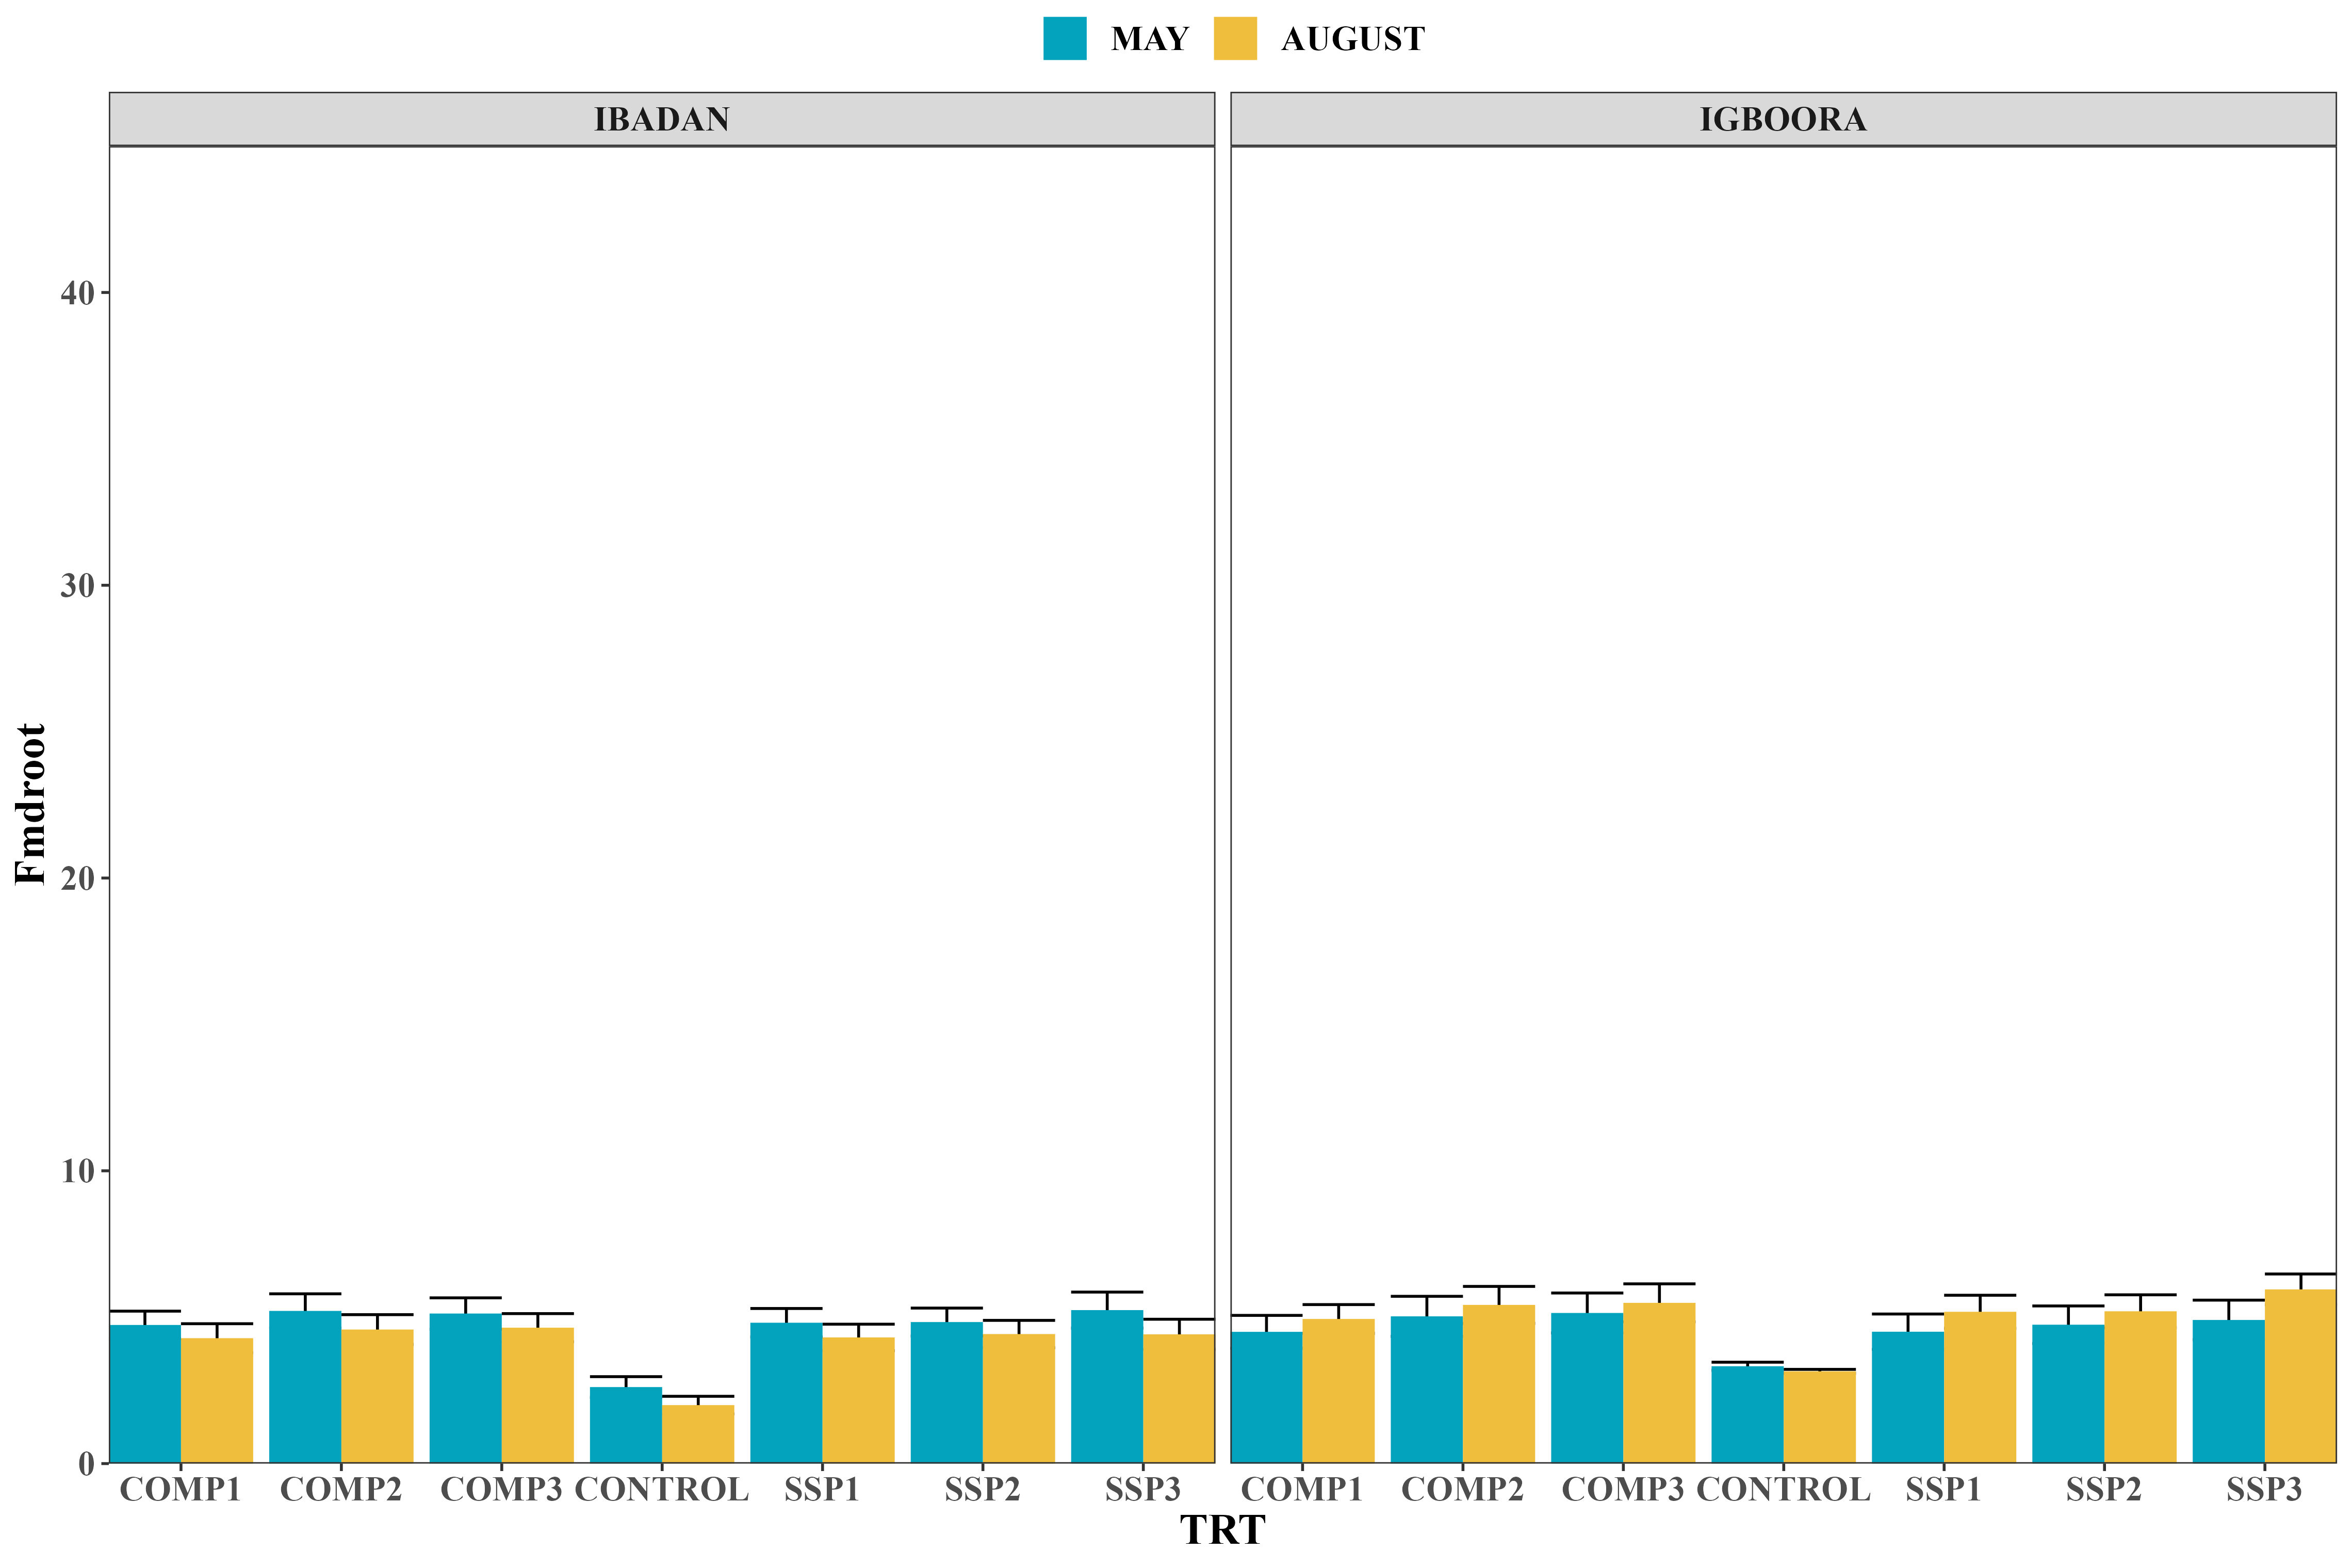 MAY AUGUST
IBADAN IGBOORA
40
30
20
10
0
Fmdroot
COMP1 COMP2 COMP3 CONTROL SSP1 SSP2 SSP3 COMP1 COMP2 COMP3 CONTROL SSP1 SSP2 SSP3
TRT